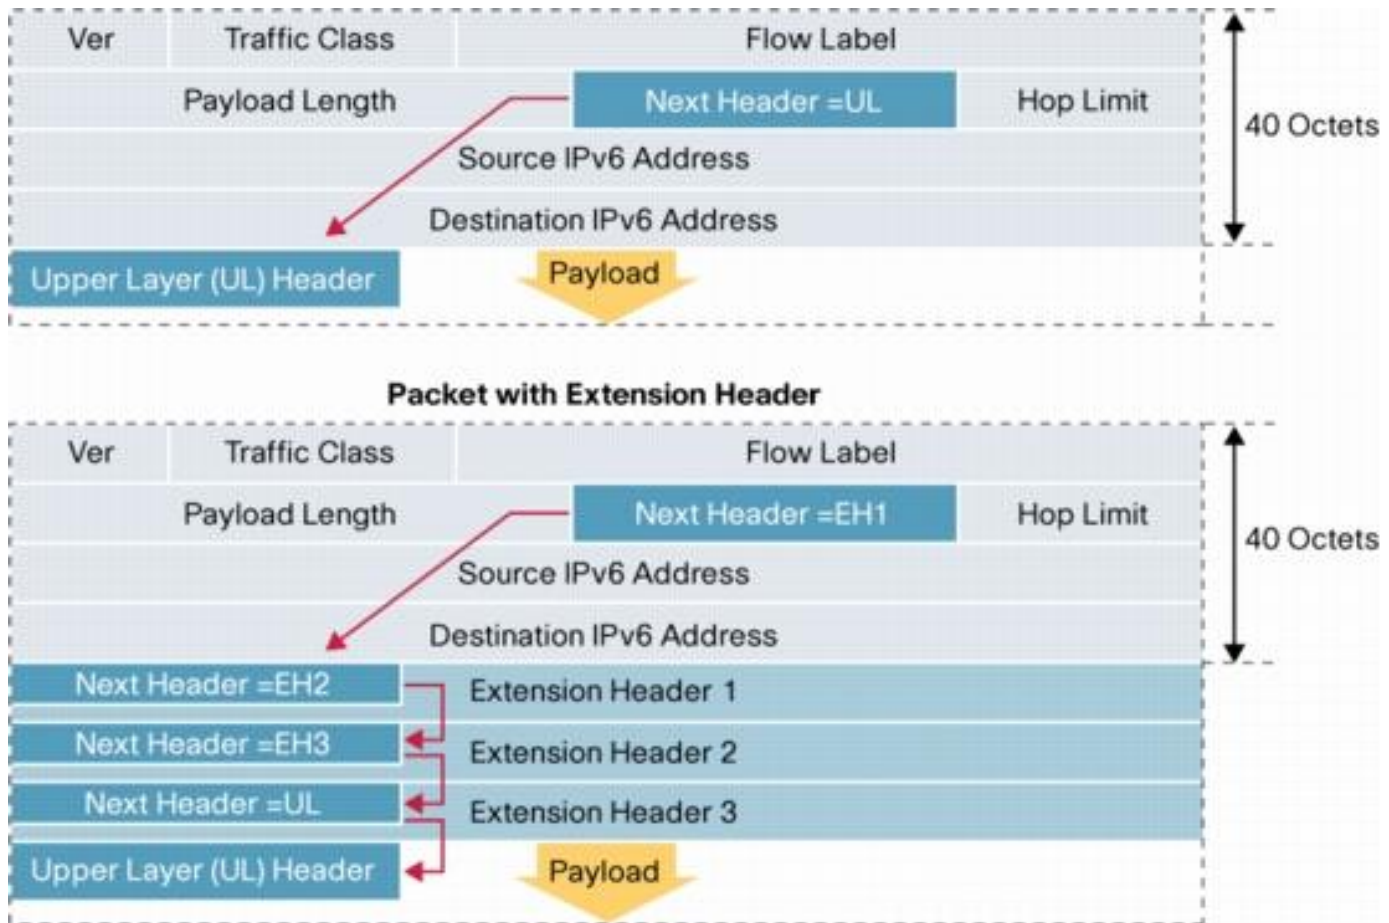 Ver Traffic Class Flow Label
Payload Length Next Header =UL Hop Limit
40 Octets
Source IPv6 Address
Destination IPv6 Address
Upper Layer (UL) Header Payload
Packet with Extension Header
Ver Traffic Class Flow Label
Payload Length Next Header =EH1 Hop Limit
40 Octets
Source IPv6 Address
Destination IPv6 Address
Next Header =EH2 Extension Header 1
Next Header =EH3 Extension Header 2
Next Header =UL Extension Header 3
Upper Layer (UL) Header Payload